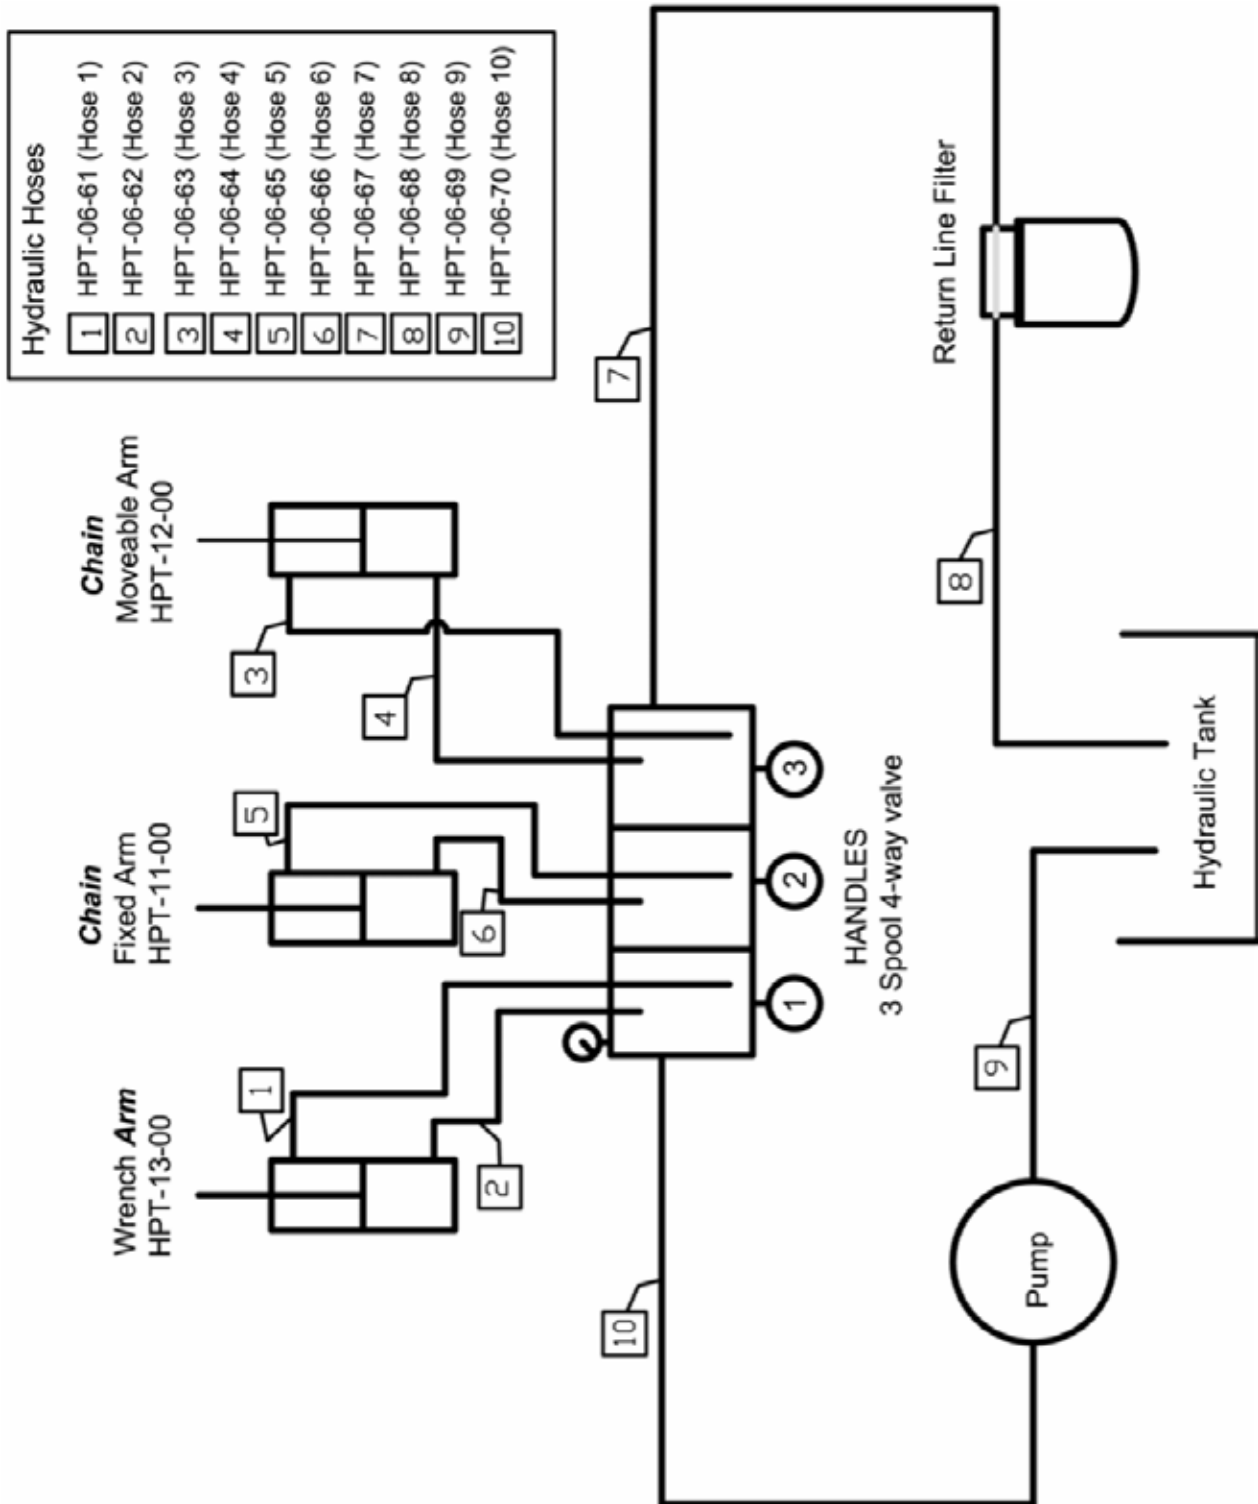 Hydraulic Hoses
1 HPT-06-61 (Hose 1)
2 HPT-06-62 (Hose 2)
3 HPT-06-63 (Hose 3)
4 HPT-06-64 (Hose 4)
5 HPT-06-65 (Hose 5)
6 HPT-06-66 (Hose 6)
7 HPT-06-67 (Hose 7)
8 HPT-06-68 (Hose 8)
9 HPT-06-69 (Hose 9)
10 HPT-06-70 (Hose 10)
Wrench Arm
HPT-13-00
Chain
Fixed Arm
HPT-11-00
Chain
Moveable Arm
HPT-12-00
1
2
5
6
3
4
10
7
1
2
3
HANDLES
3 Spool 4-way valve
Return Line Filter
9
8
Pump
Hydraulic Tank